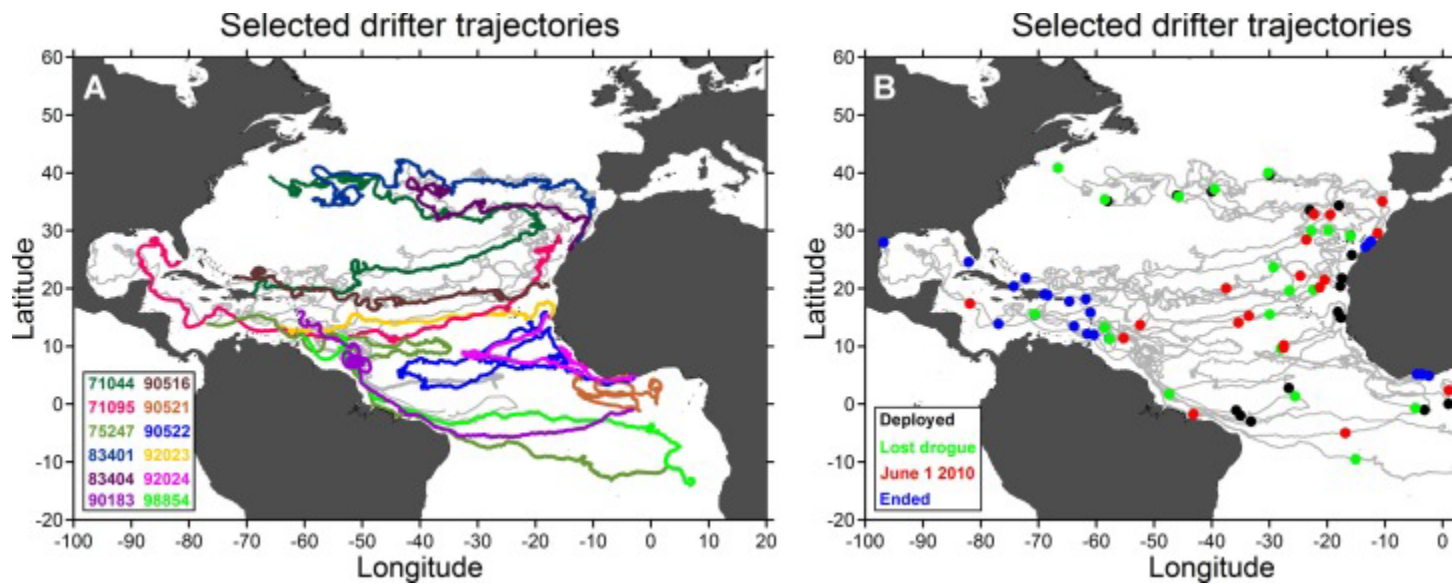 Selected drifter trajectories
A
60
50
40
30
20
10
0
-10
-20
Latitude
-100 -90 -80 -70 -60 -50 -40 -30 -20 -10 0 10 20
Longitude
71044 90516
71095 90521
75247 90522
83401 92023
83404 92024
90183 98854
Selected drifter trajectories
B
60
50
40
30
20
10
0
-10
-20
Latitude
-100 -90 -80 -70 -60 -50 -40 -30 -20 -10 0
Longitude
Deployed
Lost drogue
June 1 2010
Ended